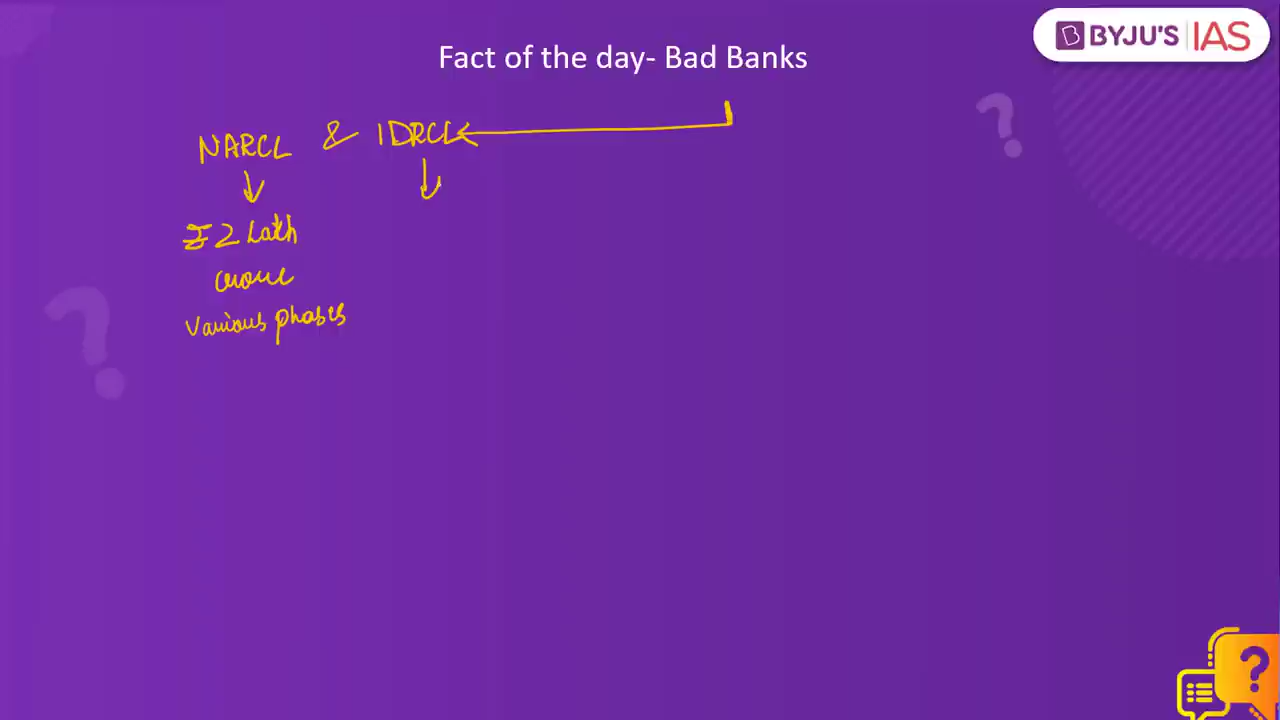 BYJU'S IAS
Fact of the day- Bad Banks
NARCL & IDRCL
₹ 2 Lakh
crore
Various phases